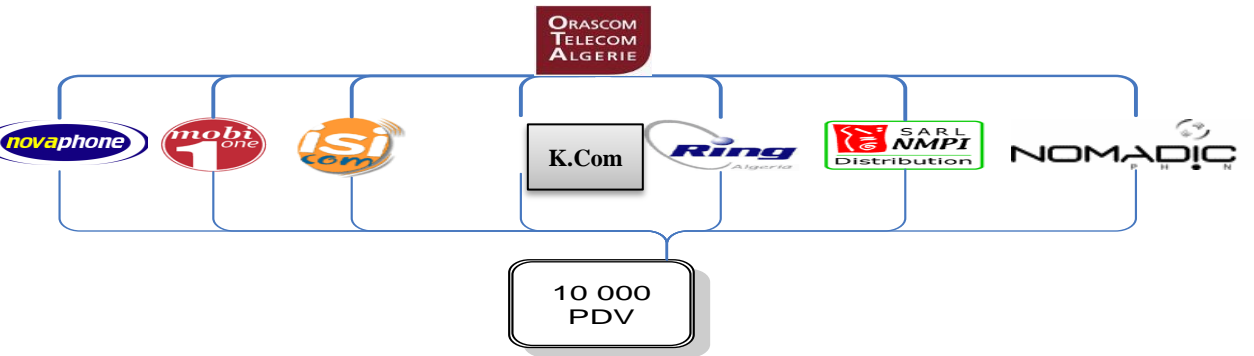 ORASCOM
TELECOM
ALGERIE
novaphone
mobi
one
1
isi
com
K.Com
Ring
Algeria
SARL
NMPI
Distribution
NOMADIC
PHON
10 000
PDV